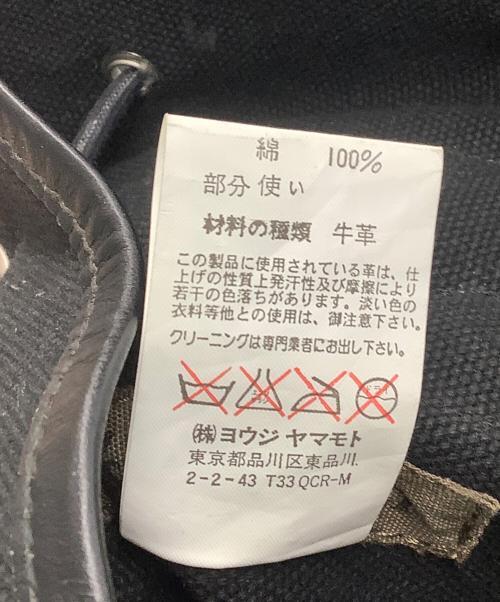 綿 100%
部分使い
材料の種類 牛革
この製品に使用されている革は、仕
上げの性質上発汗性及び摩擦により
若干の色落ちがあります。淡い色の
衣料等他との使用は、御注意下さい。
クリーニングは専門業者にお出し下さい。
ドライ
(株)ヨウジ ヤマモト
東京都品川区東品川
2-2-43 T33 QCR-M